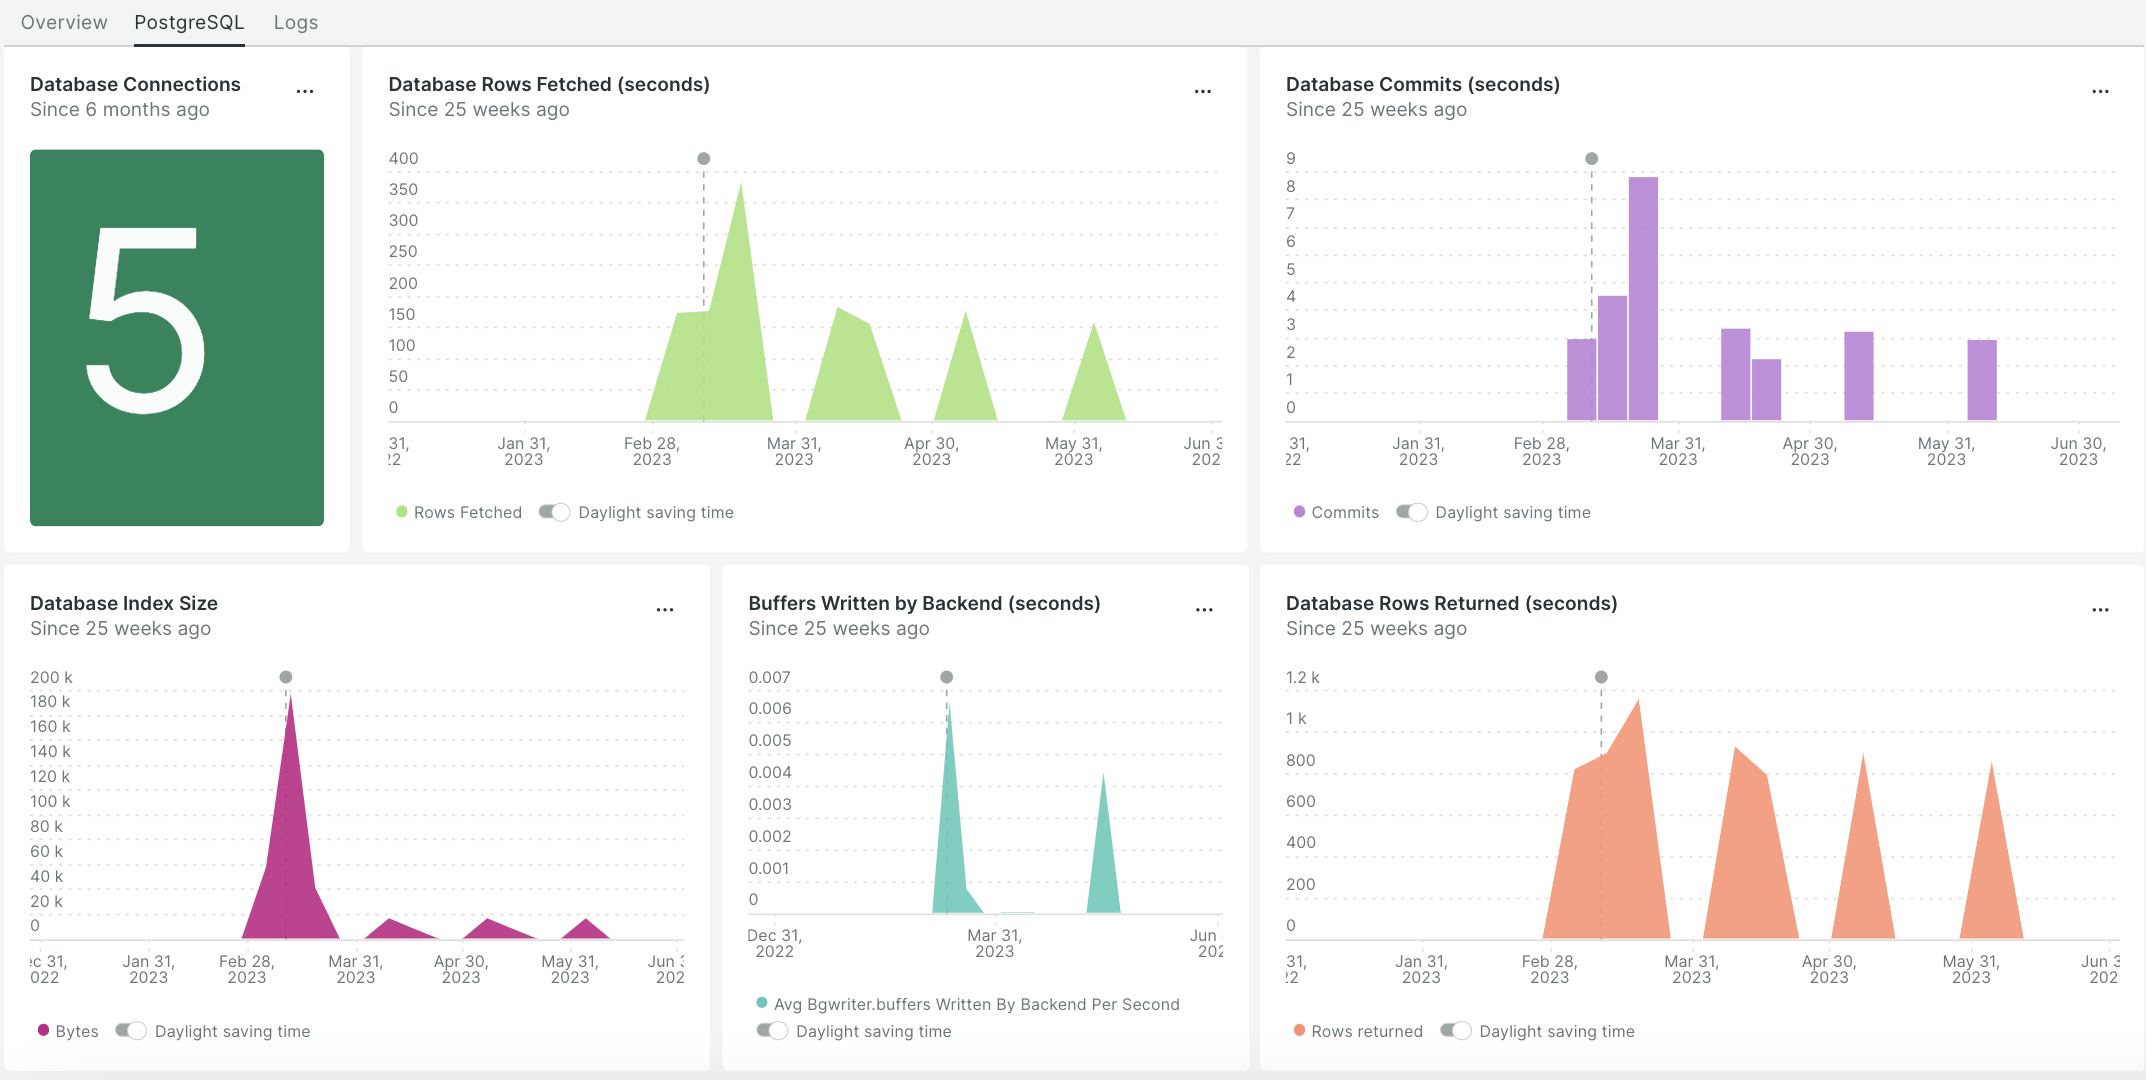 Overview PostgreSQL Logs
Database Connections
Since 6 months ago
5
Database Rows Fetched (seconds)
Since 25 weeks ago
400
350
300
250
200
150
100
50
0
31, Jan 31, Feb 28, Mar 31, Apr 30, May 31, Jun 3
22 2023 2023 2023 2023 2023 202
Rows Fetched Daylight saving time
Database Commits (seconds)
Since 25 weeks ago
9
8
7
6
5
4
3
2
1
0
31, Jan 31, Feb 28, Mar 31, Apr 30, May 31, Jun 30,
22 2023 2023 2023 2023 2023 2023
Commits Daylight saving time
Database Index Size
Since 25 weeks ago
200 k
180 k
160 k
140 k
120 k
100 k
80 k
60 k
40 k
20 k
0
c 31, Jan 31, Feb 28, Mar 31, Apr 30, May 31, Jun 3
022 2023 2023 2023 2023 2023 202
Bytes Daylight saving time
Buffers Written by Backend (seconds)
Since 25 weeks ago
0.007
0.006
0.005
0.004
0.003
0.002
0.001
0
Dec 31, Mar 31, Jun
2022 2023 202
Avg Bgwriter.buffers Written By Backend Per Second
Daylight saving time
Database Rows Returned (seconds)
Since 25 weeks ago
1.2 k
1 k
800
600
400
200
0
31, Jan 31, Feb 28, Mar 31, Apr 30, May 31, Jun 3
22 2023 2023 2023 2023 2023 202
Rows returned Daylight saving time